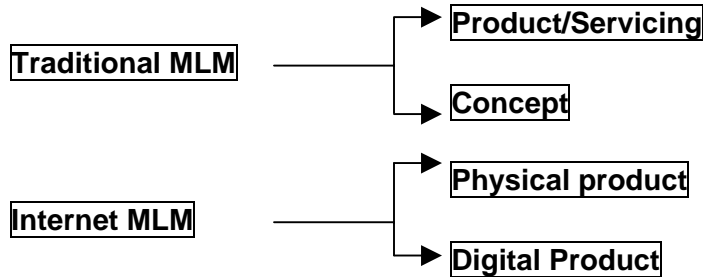 Product/Servicing
Traditional MLM
Concept
Physical product
Internet MLM
Digital Product